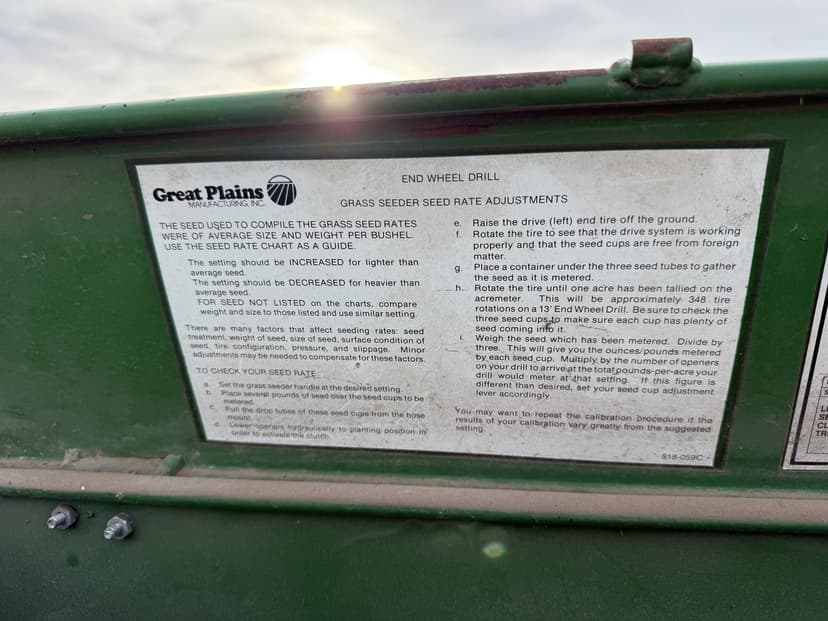 Great Plains
MANUFACTURING, INC.
END WHEEL DRILL
GRASS SEEDER SEED RATE ADJUSTMENTS
THE SEED USED TO COMPILE THE GRASS SEED RATES
WERE OF AVERAGE SIZE AND WEIGHT PER BUSHEL.
USE THE SEED RATE CHART AS A GUIDE.
The setting should be INCREASED for lighter than
average seed.
The setting should be DECREASED for heavier than
average seed.
FOR SEED NOT LISTED on the charts, compare
weight and size to those listed and use similar setting.
There are many factors that affect seeding rates: seed
treatment, weight of seed, size of seed, surface condition of
seed, tire configuration, pressure, and slippage. Minor
adjustments may be needed to compensate for these factors.
TO CHECK YOUR SEED RATE:
a. Set the grass seeder handle at the desired setting.
b. Place several pounds of seed over the seed cups to be
metered.
c. Pull the drop tubes of these seed cups from the hose
mount.
d. Lower openers hydraulically to planting position in
order to activate the clutch.
e. Raise the drive (left) end tire off the ground.
f. Rotate the tire to see that the drive system is working
properly and that the seed cups are free from foreign
matter.
g. Place a container under the three seed tubes to gather
the seed as it is metered.
h. Rotate the tire until one acre has been tallied on the
acremeter. This will be approximately 348 tire
rotations on a 13' End Wheel Drill. Be sure to check the
three seed cups to make sure each cup has plenty of
seed coming into it.
i. Weigh the seed which has been metered. Divide by
three. This will give you the ounces/pounds metered
by each seed cup. Multiply by the number of openers
on your drill to arrive at the total pounds-per-acre your
drill would meter at that setting. If this figure is
different than desired, set your seed cup adjustment
lever accordingly.
You may want to repeat the calibration procedure if the
results of your calibration vary greatly from the suggested
setting.
818-059C